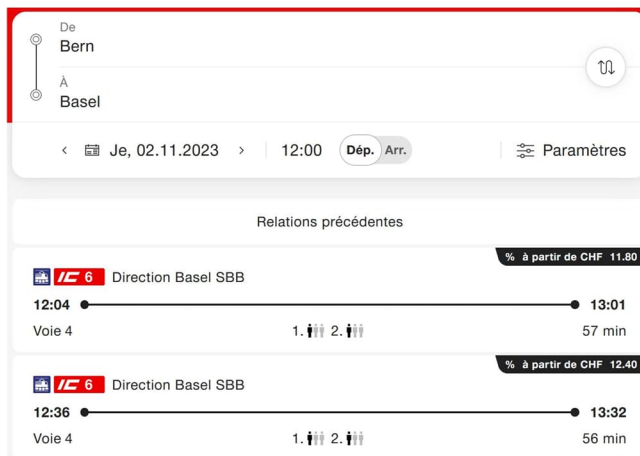 De
Bern
À
Basel
Je, 02.11.2023 12:00 Dép. Arr. Paramètres
Relations précédentes
% à partir de CHF 11.80
IC 6 Direction Basel SBB
12:04 13:01
Voie 4 1. 2. 57 min
% à partir de CHF 12.40
IC 6 Direction Basel SBB
12:36 13:32
Voie 4 1. 2. 56 min